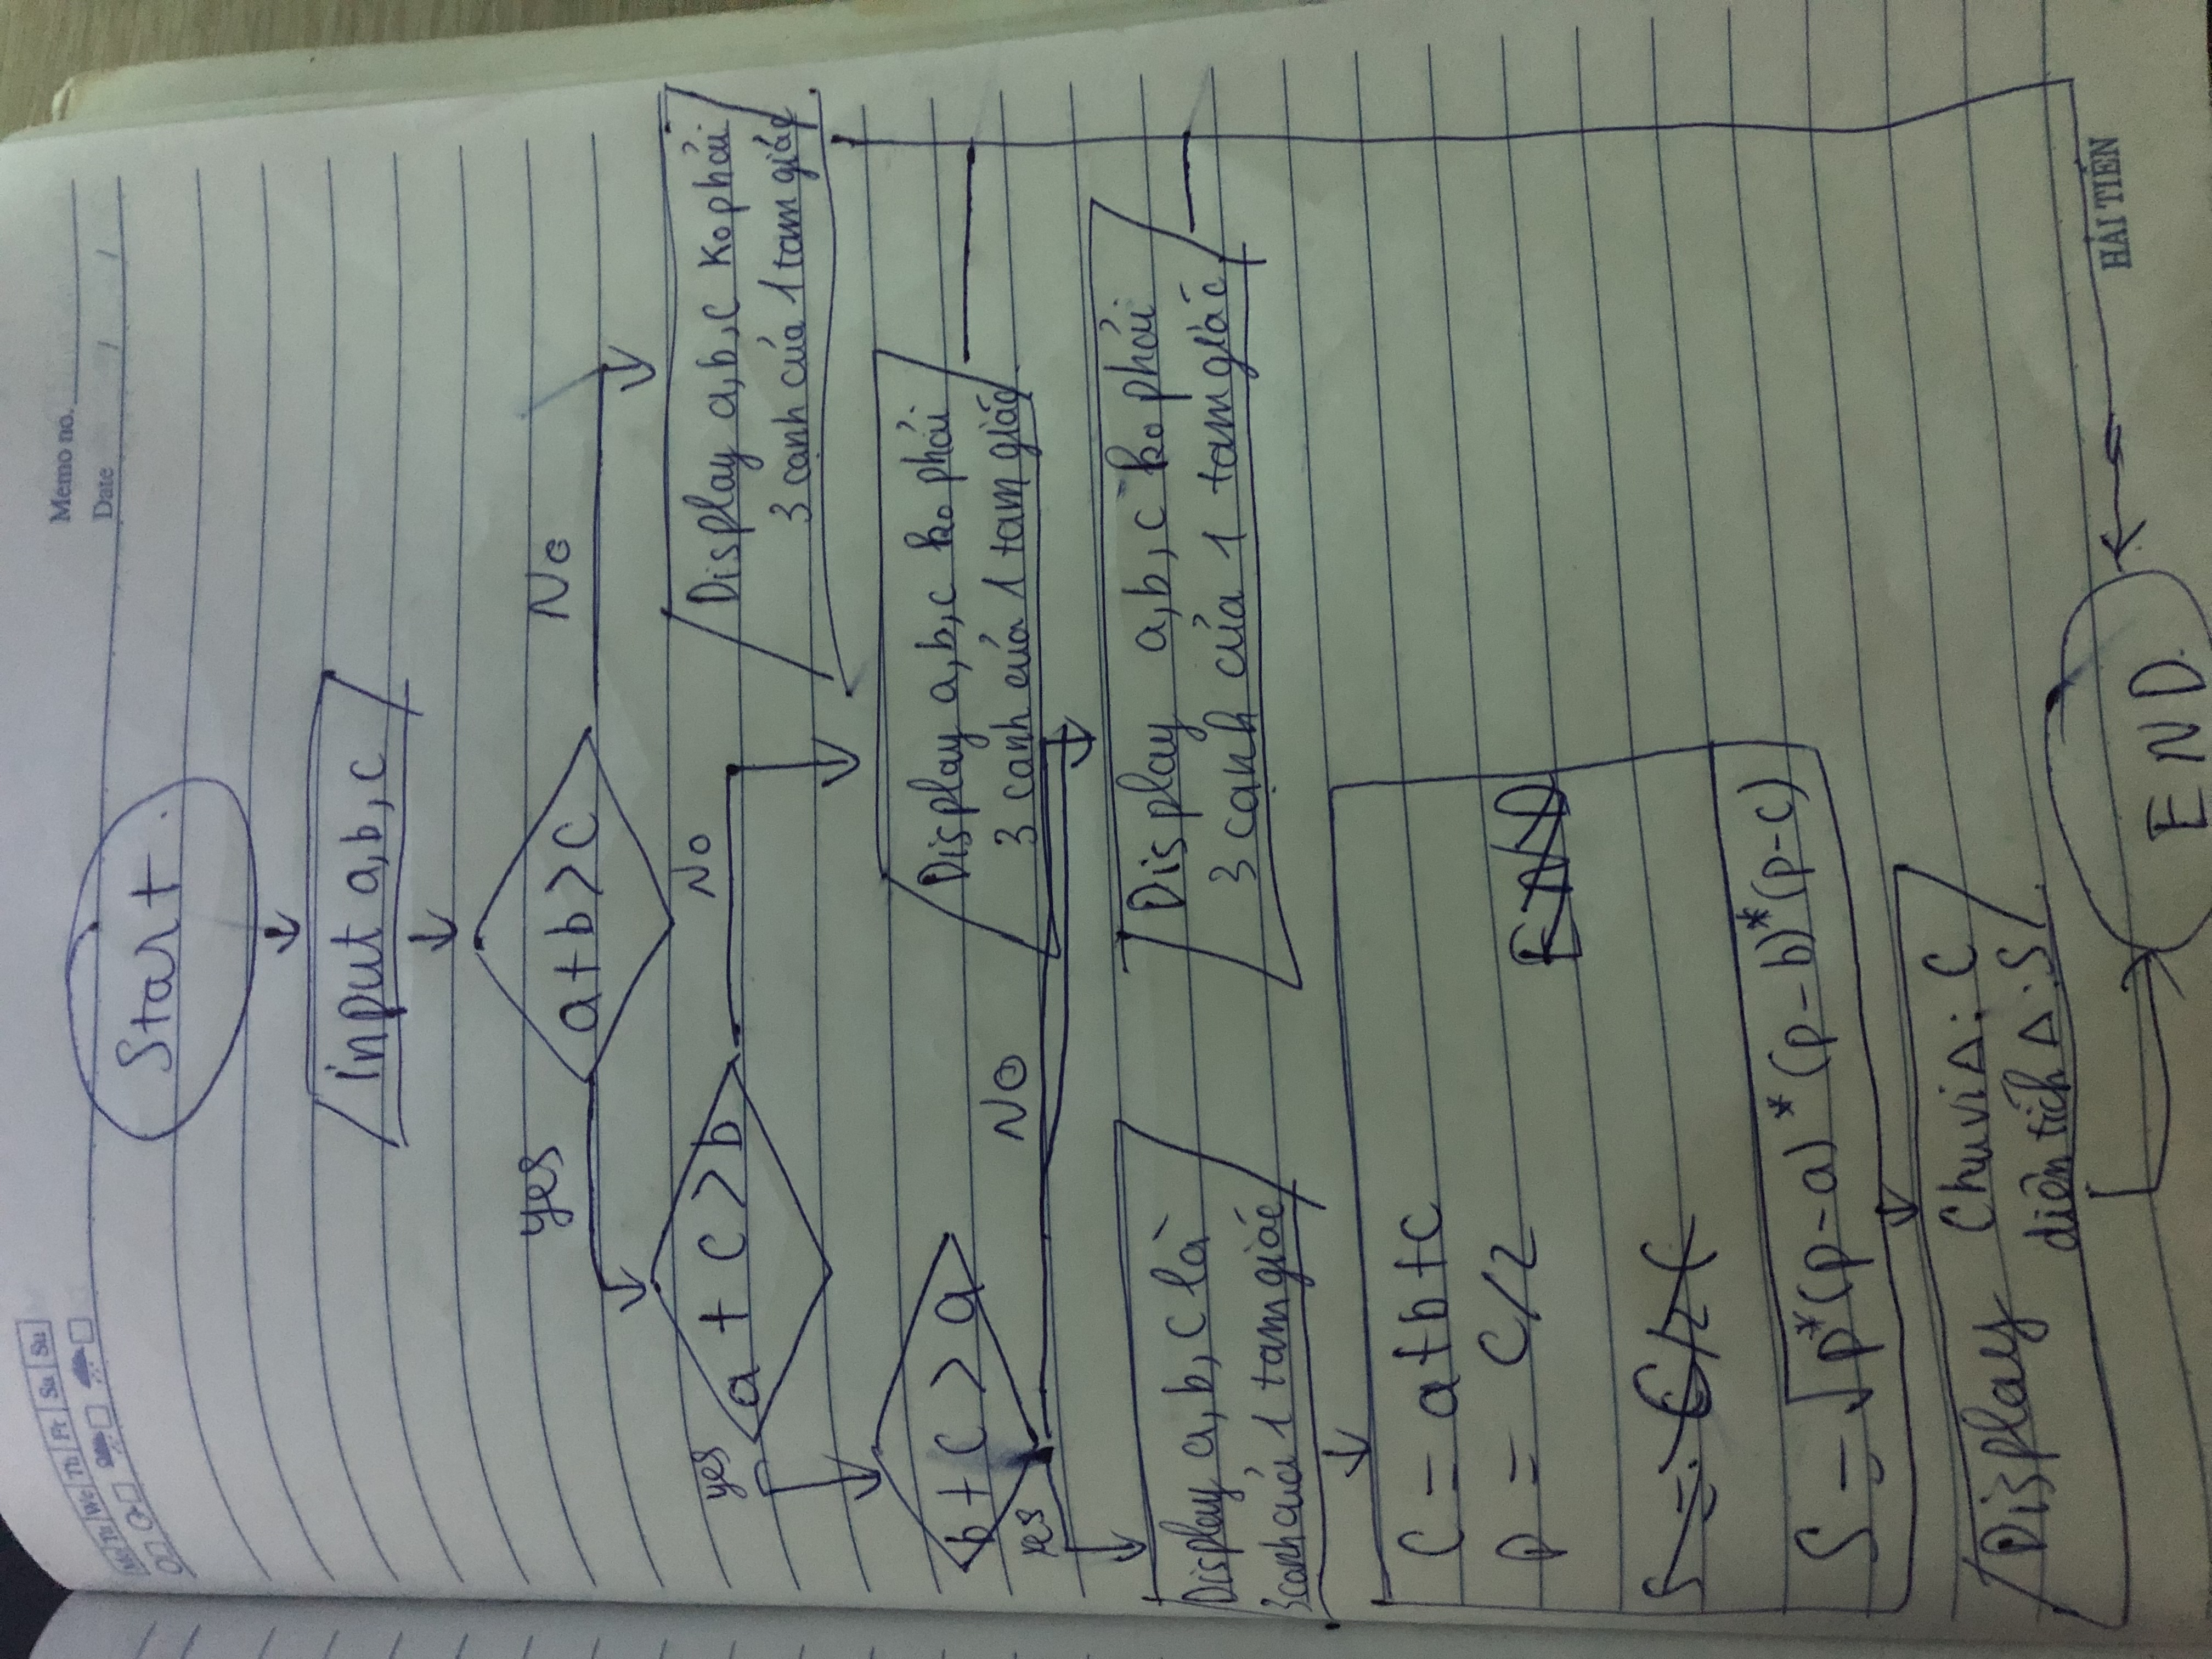 Mo Tu We Th Fr Sa Su
Memo no.
Date / /
Start
input a, b, c
yes
a + b > c
No
yes
a + c > b
No
Display a, b, c ko phải
3 cạnh của 1 tam giác
b + c > a
Display a, b, c ko phải
3 cạnh của 1 tam giác
yes
NO
Display a, b, c là
3 cạnh của 1 tam giác
Display a, b, c ko phải
3 cạnh của 1 tam giác
C = a + b + c
p = C/2
END
S = √p*(p-a)*(p-b)*(p-c)
Display Chu vi Δ: C
diện tích Δ: S
END
HẢI TIẾN